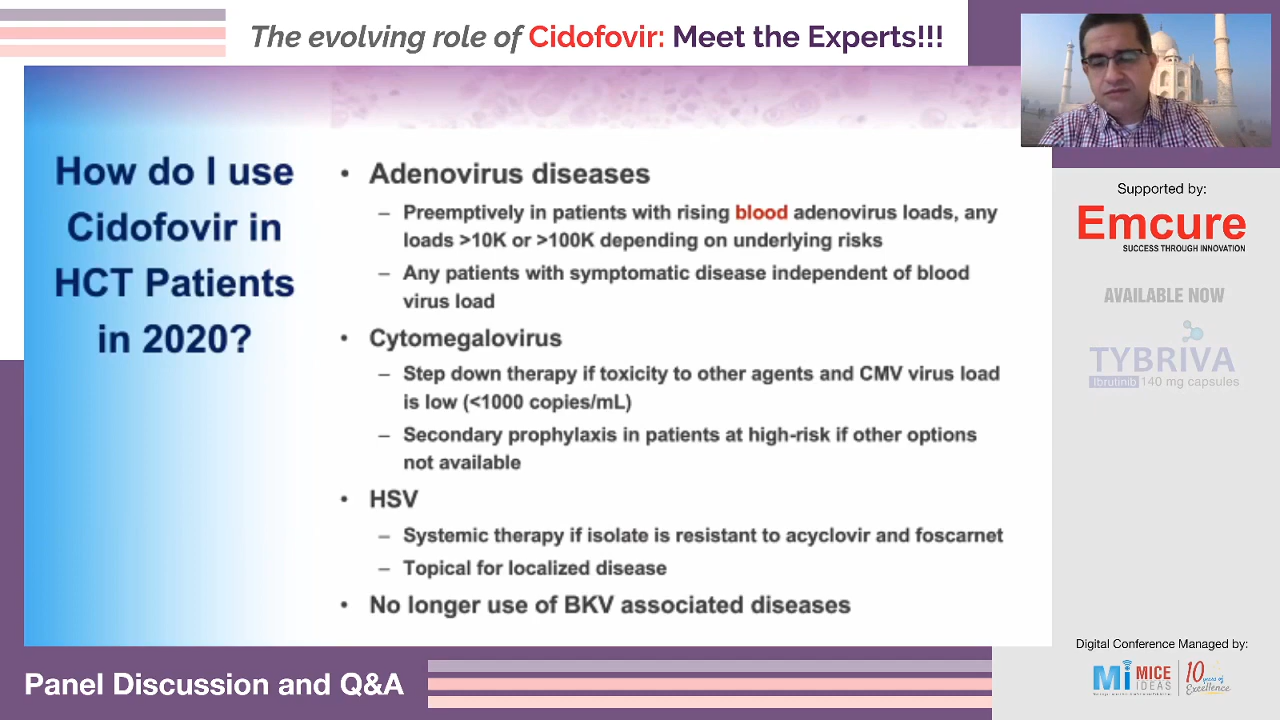 The evolving role of Cidofovir: Meet the Experts!!!
How do I use
Cidofovir in
HCT Patients
in 2020?
• Adenovirus diseases
– Preemptively in patients with rising blood adenovirus loads, any
loads >10K or >100K depending on underlying risks
– Any patients with symptomatic disease independent of blood
virus load
• Cytomegalovirus
– Step down therapy if toxicity to other agents and CMV virus load
is low (<1000 copies/mL)
– Secondary prophylaxis in patients at high-risk if other options
not available
• HSV
– Systemic therapy if isolate is resistant to acyclovir and foscarnet
– Topical for localized disease
• No longer use of BKV associated diseases
Supported by:
Emcure
SUCCESS THROUGH INNOVATION
AVAILABLE NOW
TYBRIVA
Ibrutinib 140 mg capsules
Digital Conference Managed by:
Mi MICE
IDEAS
10 years of
Excellence
Panel Discussion and Q&A